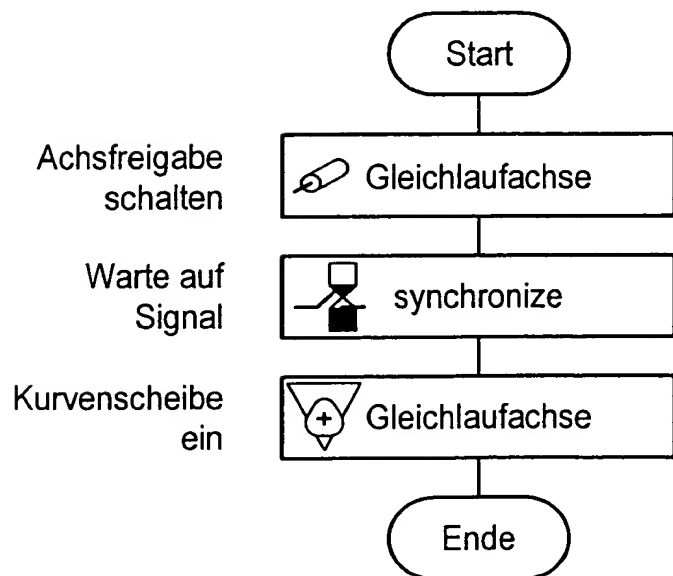 Start
Achsfreigabe
schalten
Gleichlaufachse
Warte auf
Signal
synchronize
Kurvenscheibe
ein
Gleichlaufachse
Ende